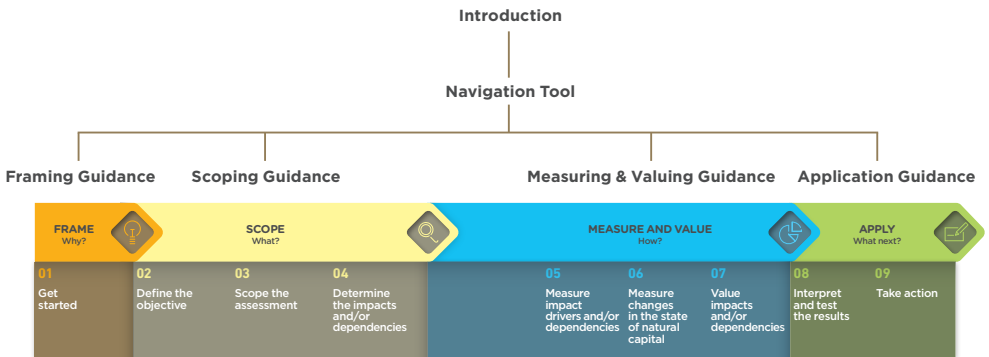 Introduction
Navigation Tool
Framing Guidance
Scoping Guidance
Measuring & Valuing Guidance
Application Guidance
FRAME
Why?
SCOPE
What?
MEASURE AND VALUE
How?
APPLY
What next?
01
Get
started
02
Define the
objective
03
Scope the
assessment
04
Determine
the impacts
and/or
dependencies
05
Measure
impact
drivers and/or
dependencies
06
Measure
changes
in the state
of natural
capital
07
Value
impacts
and/or
dependencies
08
Interpret
and test
the results
09
Take action